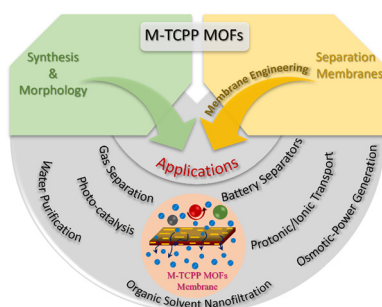 M-TCPP MOFs
Synthesis
&
Morphology
Separation
Membranes
Membrane Engineering
Applications
Water Purification
Photo-catalysis
Gas Separation
Battery Separators
Protonic/Ionic Transport
Osmotic-Power Generation
M-TCPP MOFs
Membrane
Organic Solvent Nanofiltration